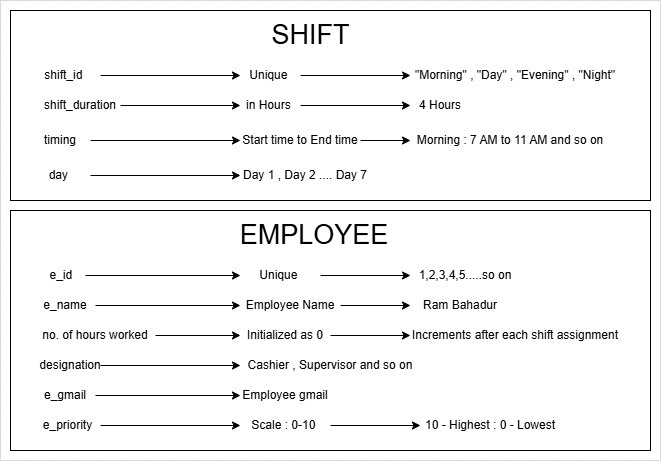 SHIFT
shift_id Unique "Morning" , "Day" , "Evening" , "Night"
shift_duration in Hours 4 Hours
timing Start time to End time Morning : 7 AM to 11 AM and so on
day Day 1 , Day 2 .... Day 7
EMPLOYEE
e_id Unique 1,2,3,4,5.....so on
e_name Employee Name Ram Bahadur
no. of hours worked Initialized as 0 Increments after each shift assignment
designation Cashier , Supervisor and so on
e_gmail Employee gmail
e_priority Scale : 0-10 10 - Highest : 0 - Lowest